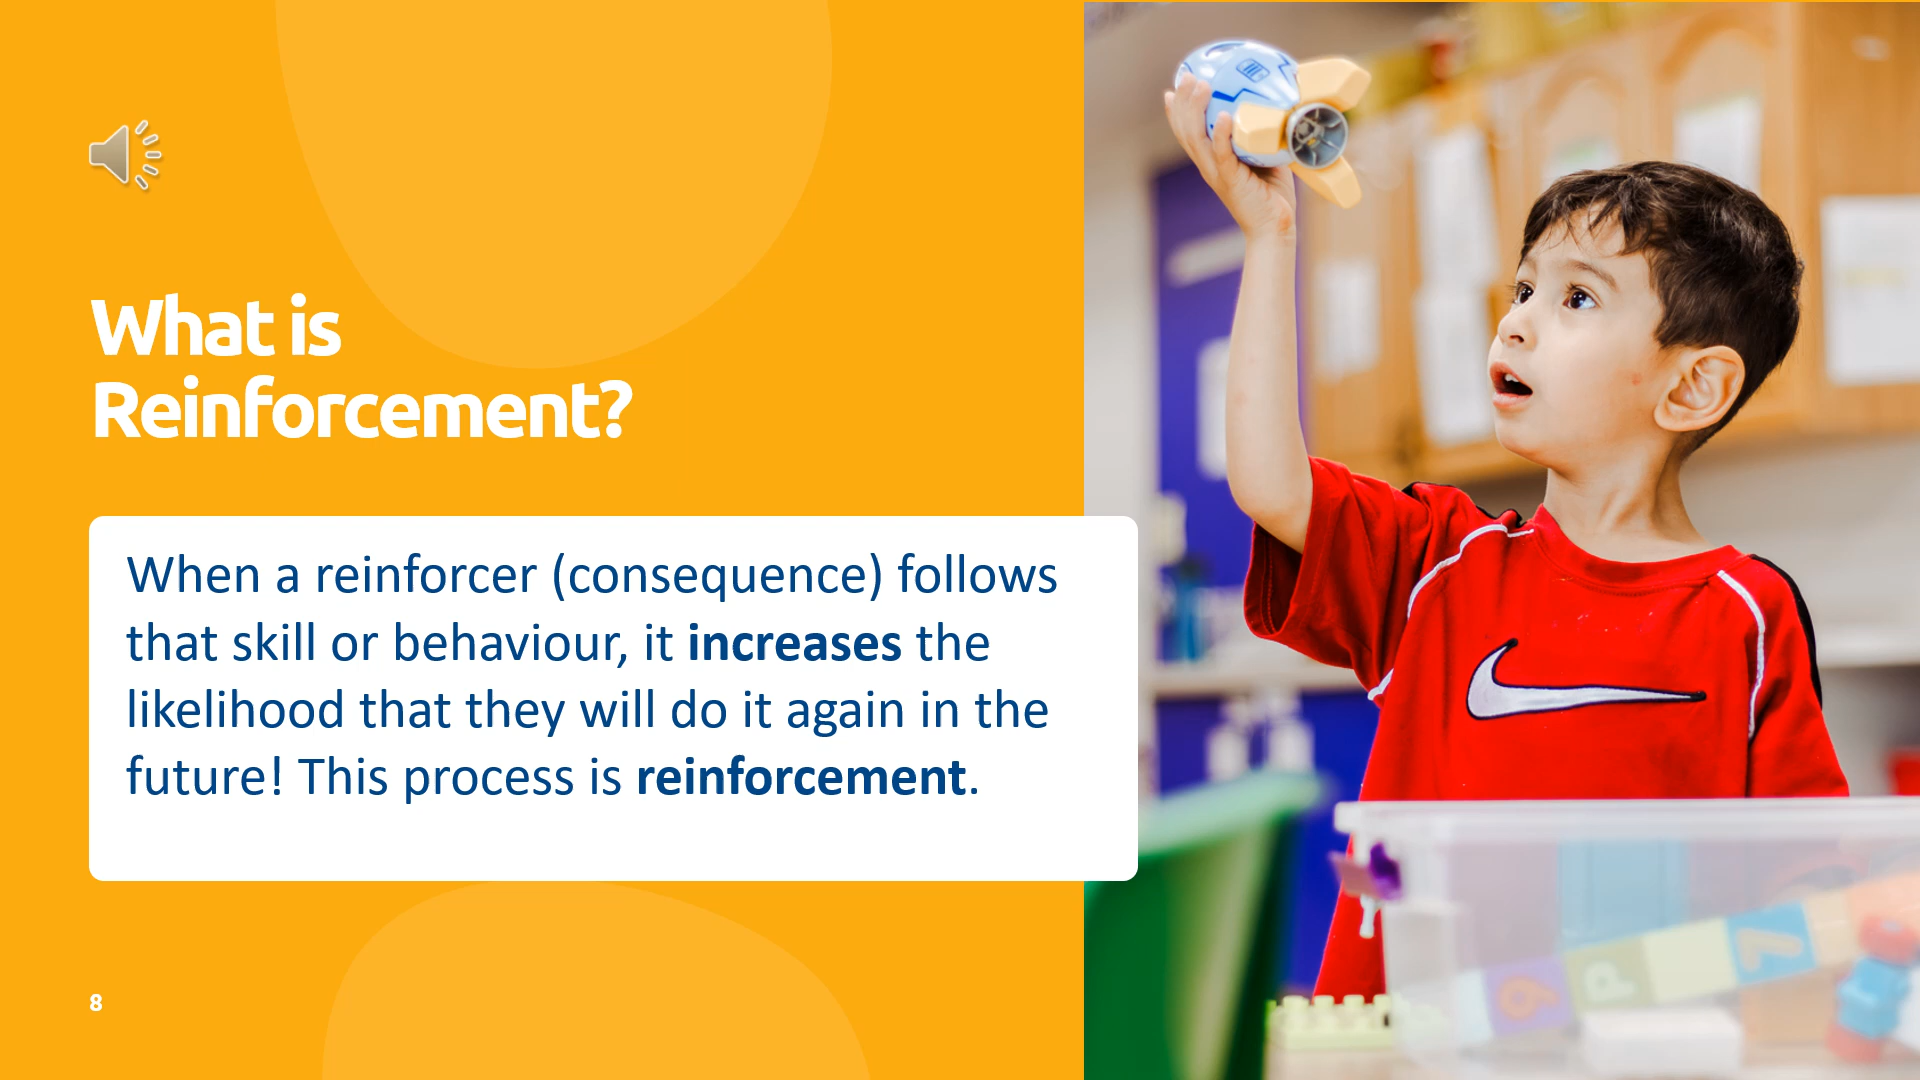 What is
Reinforcement?
When a reinforcer (consequence) follows
that skill or behaviour, it increases the
likelihood that they will do it again in the
future! This process is reinforcement.
8